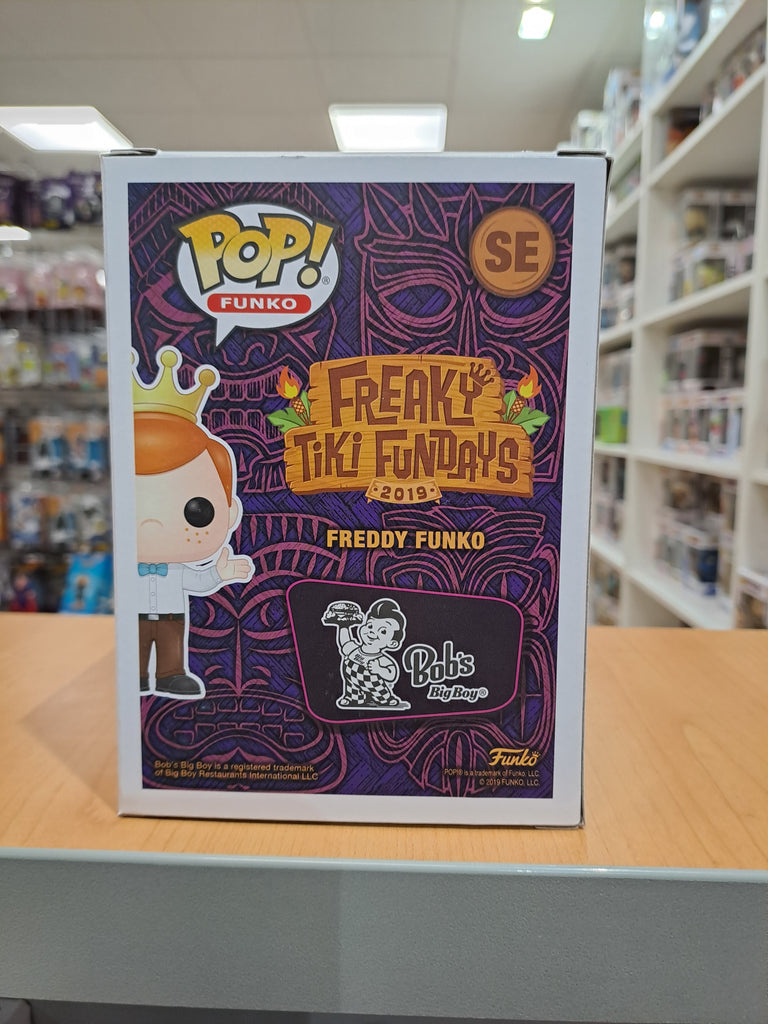 POP!®
FUNKO
SE
FREAKY
TIKI FUNDAYS
·2019·
FREDDY FUNKO
Bob's
Big Boy®
Bob's Big Boy is a registered trademark
of Big Boy Restaurants International LLC
Funko
POP!® is a trademark of Funko, LLC.
© 2019 FUNKO, LLC.